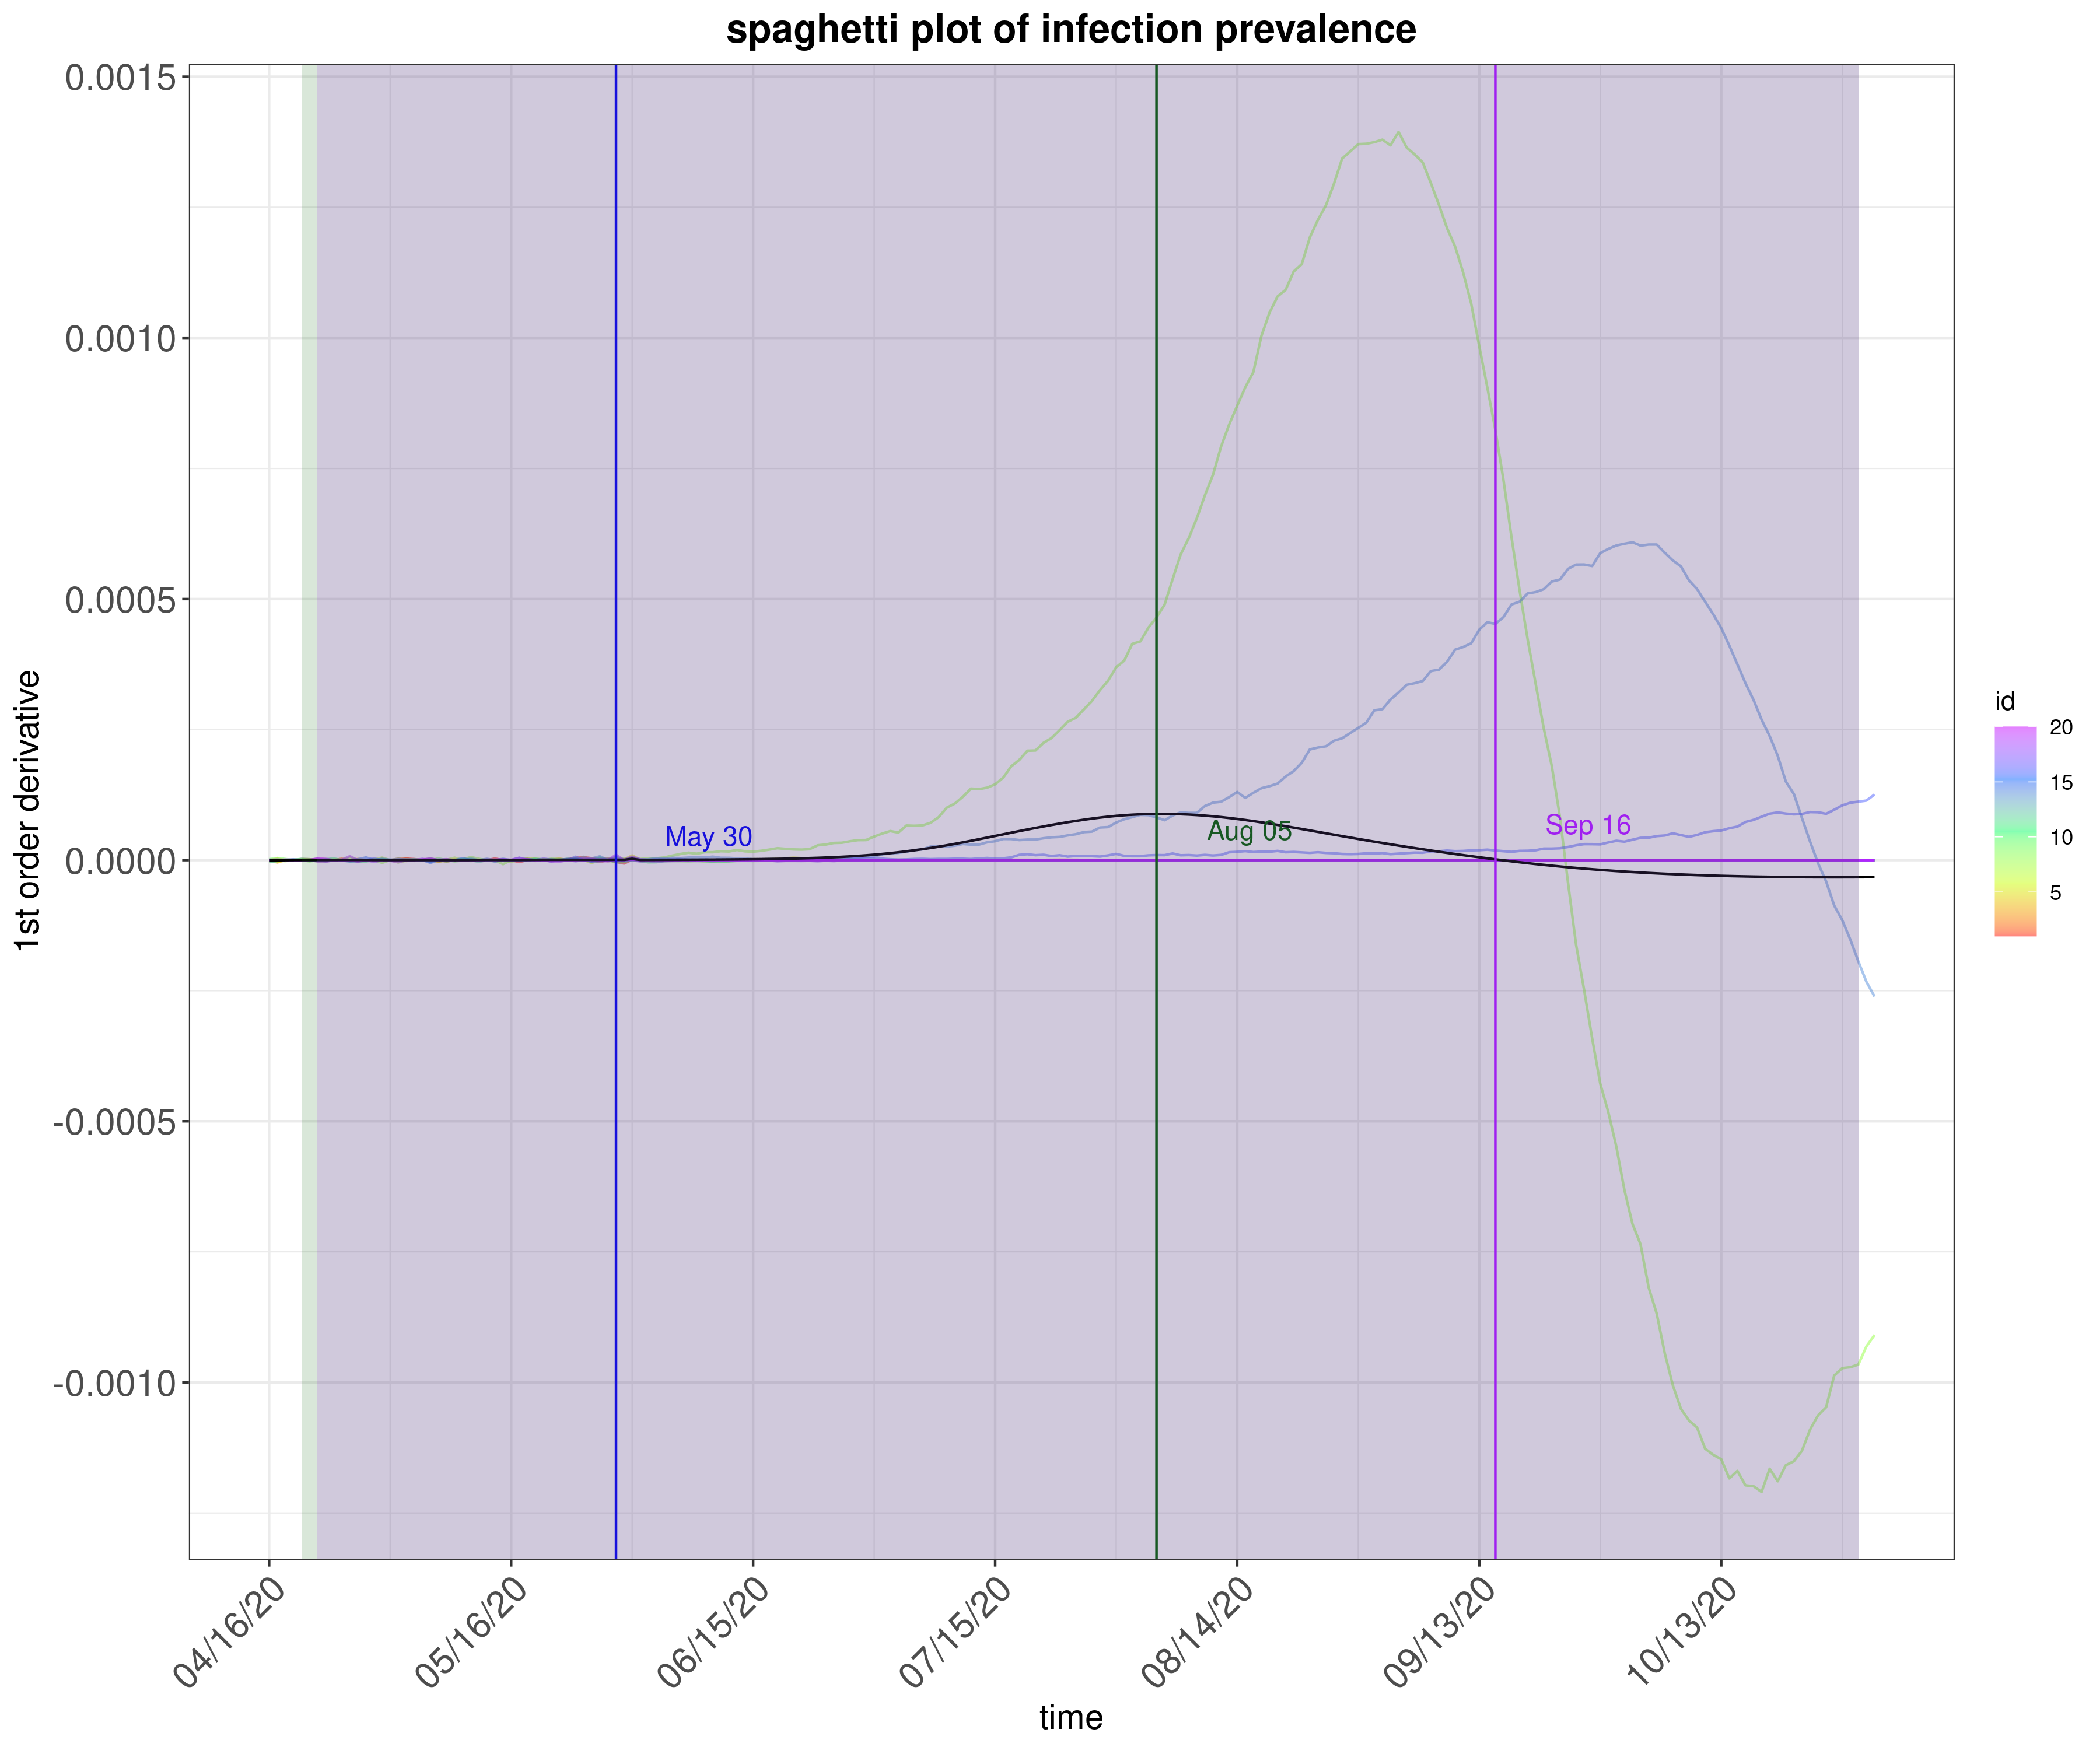 spaghetti plot of infection prevalence
0.0015
0.0010
0.0005
0.0000
-0.0005
-0.0010
1st order derivative
May 30
Aug 05
Sep 16
04/16/20
05/16/20
06/15/20
07/15/20
08/14/20
09/13/20
10/13/20
time
id
20
15
10
5